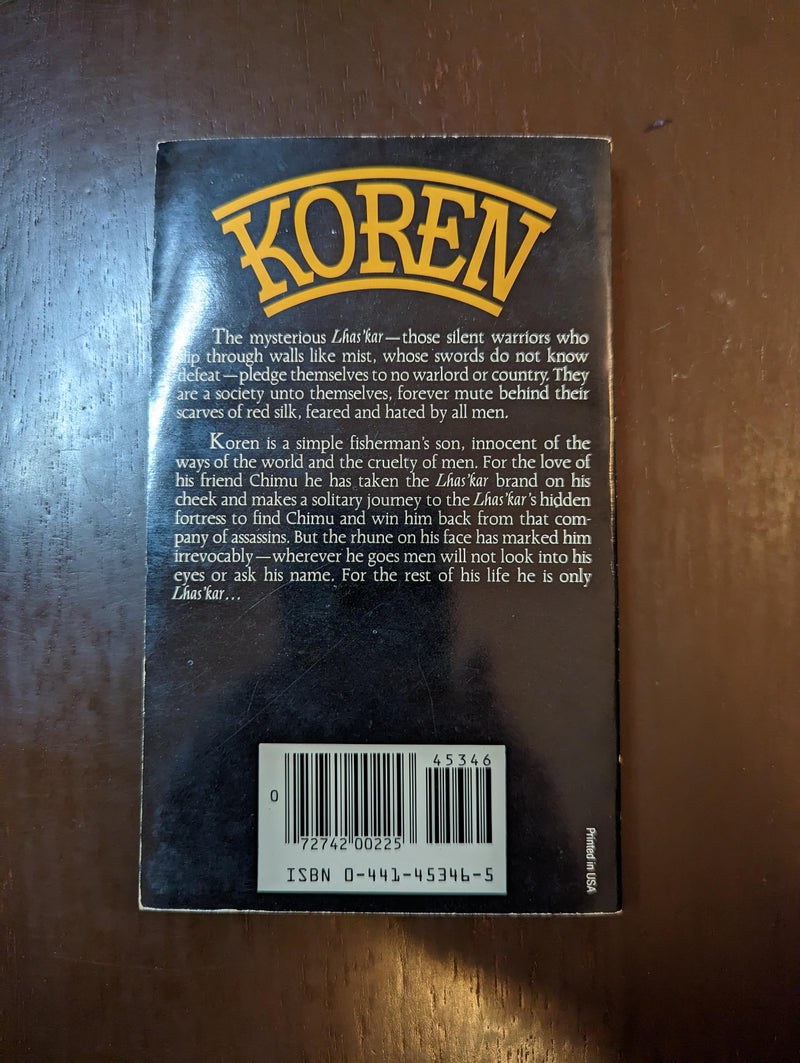 KOREN
The mysterious Lhas'kar—those silent warriors who
slip through walls like mist, whose swords do not know
defeat—pledge themselves to no warlord or country. They
are a society unto themselves, forever mute behind their
scarves of red silk, feared and hated by all men.
Koren is a simple fisherman's son, innocent of the
ways of the world and the cruelty of men. For the love of
his friend Chimu he has taken the Lhas'kar brand on his
cheek and makes a solitary journey to the Lhas'kar's hidden
fortress to find Chimu and win him back from that com-
pany of assassins. But the rhune on his face has marked him
irrevocably—wherever he goes men will not look into his
eyes or ask his name. For the rest of his life he is only
Lhas'kar...
45346
0
72742 00225
ISBN 0-441-45346-5
Printed in USA